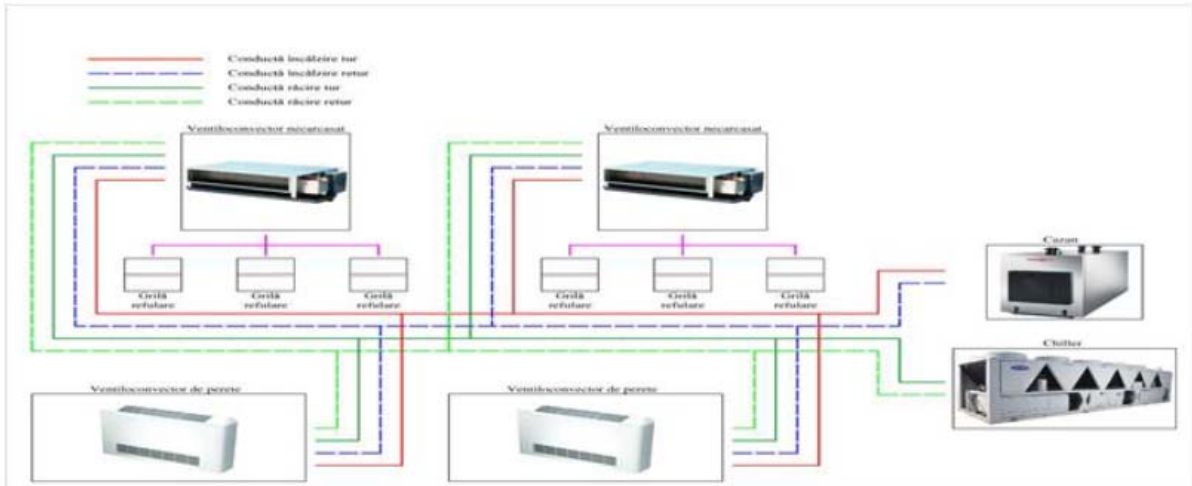 Conductă încălzire tur
Conductă încălzire retur
Conductă răcire tur
Conductă răcire retur
Ventiloconvector necarcasat
Ventiloconvector necarcasat
Grilă
refulare
Grilă
refulare
Grilă
refulare
Grilă
refulare
Grilă
refulare
Grilă
refulare
Cazan
Chiller
Ventiloconvector de perete
Ventiloconvector de perete